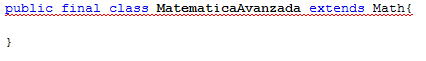 public final class MatematicaAvanzada extends Math{
}